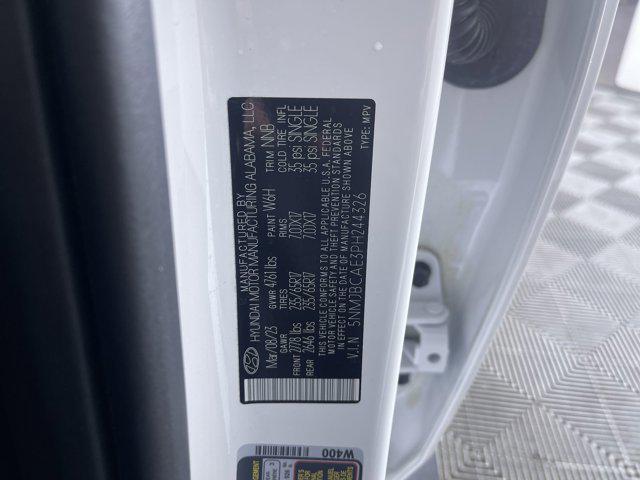 MANUFACTURED BY
HYUNDAI MOTOR MANUFACTURING ALABAMA, LLC
Mar/08/23 GVWR 4761 lbs PAINT W6H TRIM NNB
GAWR TIRES RIMS COLD TIRE INFL
FRONT 2778 lbs 235/65R17 7.0JX17 35 psi SINGLE
REAR 2646 lbs 235/65R17 7.0JX17 35 psi SINGLE
THIS VEHICLE CONFORMS TO ALL APPLICABLE U.S.A. FEDERAL
MOTOR VEHICLE SAFETY AND THEFT PREVENTION STANDARDS
IN EFFECT ON THE DATE OF MANUFACTURE SHOWN ABOVE
V.I.N 5NMJBCAE3PH244326 TYPE: MPV
W400